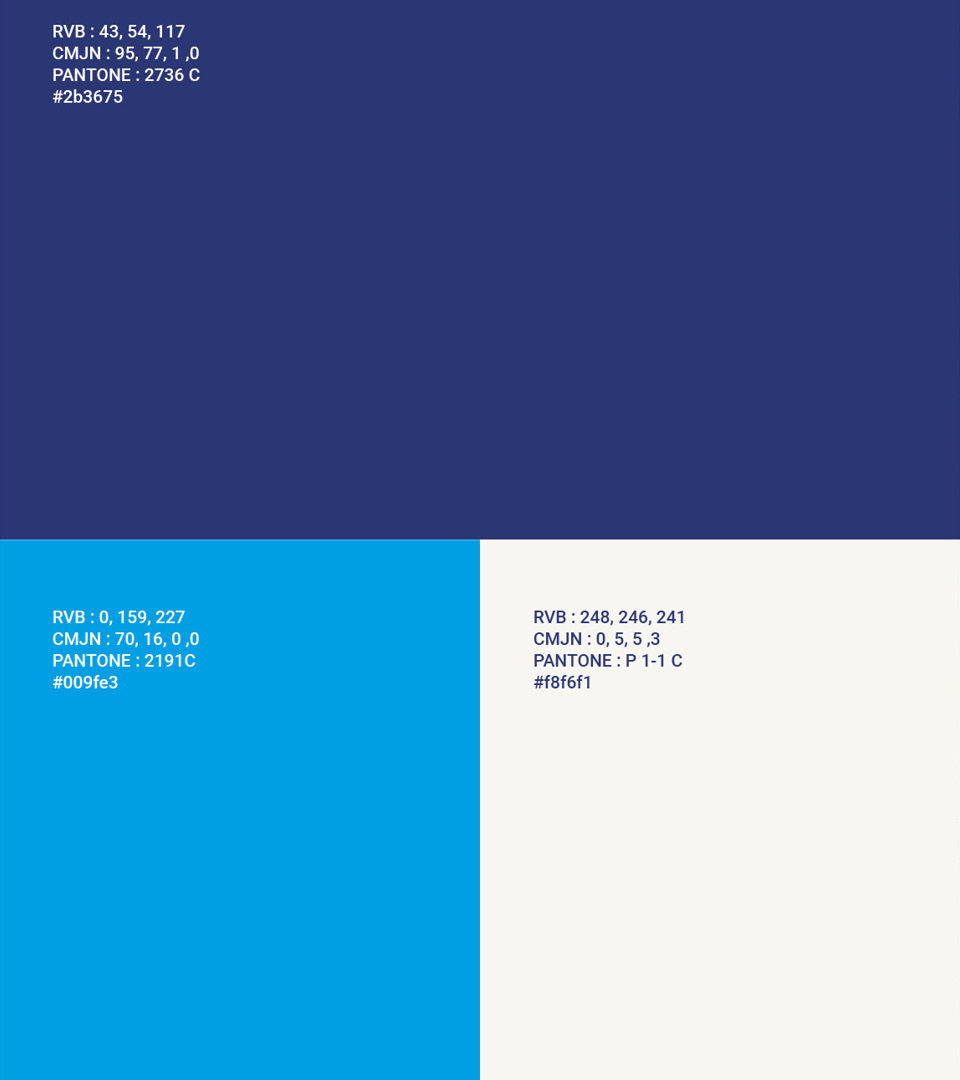 RVB : 43, 54, 117
CMJN : 95, 77, 1 ,0
PANTONE : 2736 C
#2b3675
RVB : 0, 159, 227
CMJN : 70, 16, 0 ,0
PANTONE : 2191C
#009fe3
RVB : 248, 246, 241
CMJN : 0, 5, 5 ,3
PANTONE : P 1-1 C
#f8f6f1